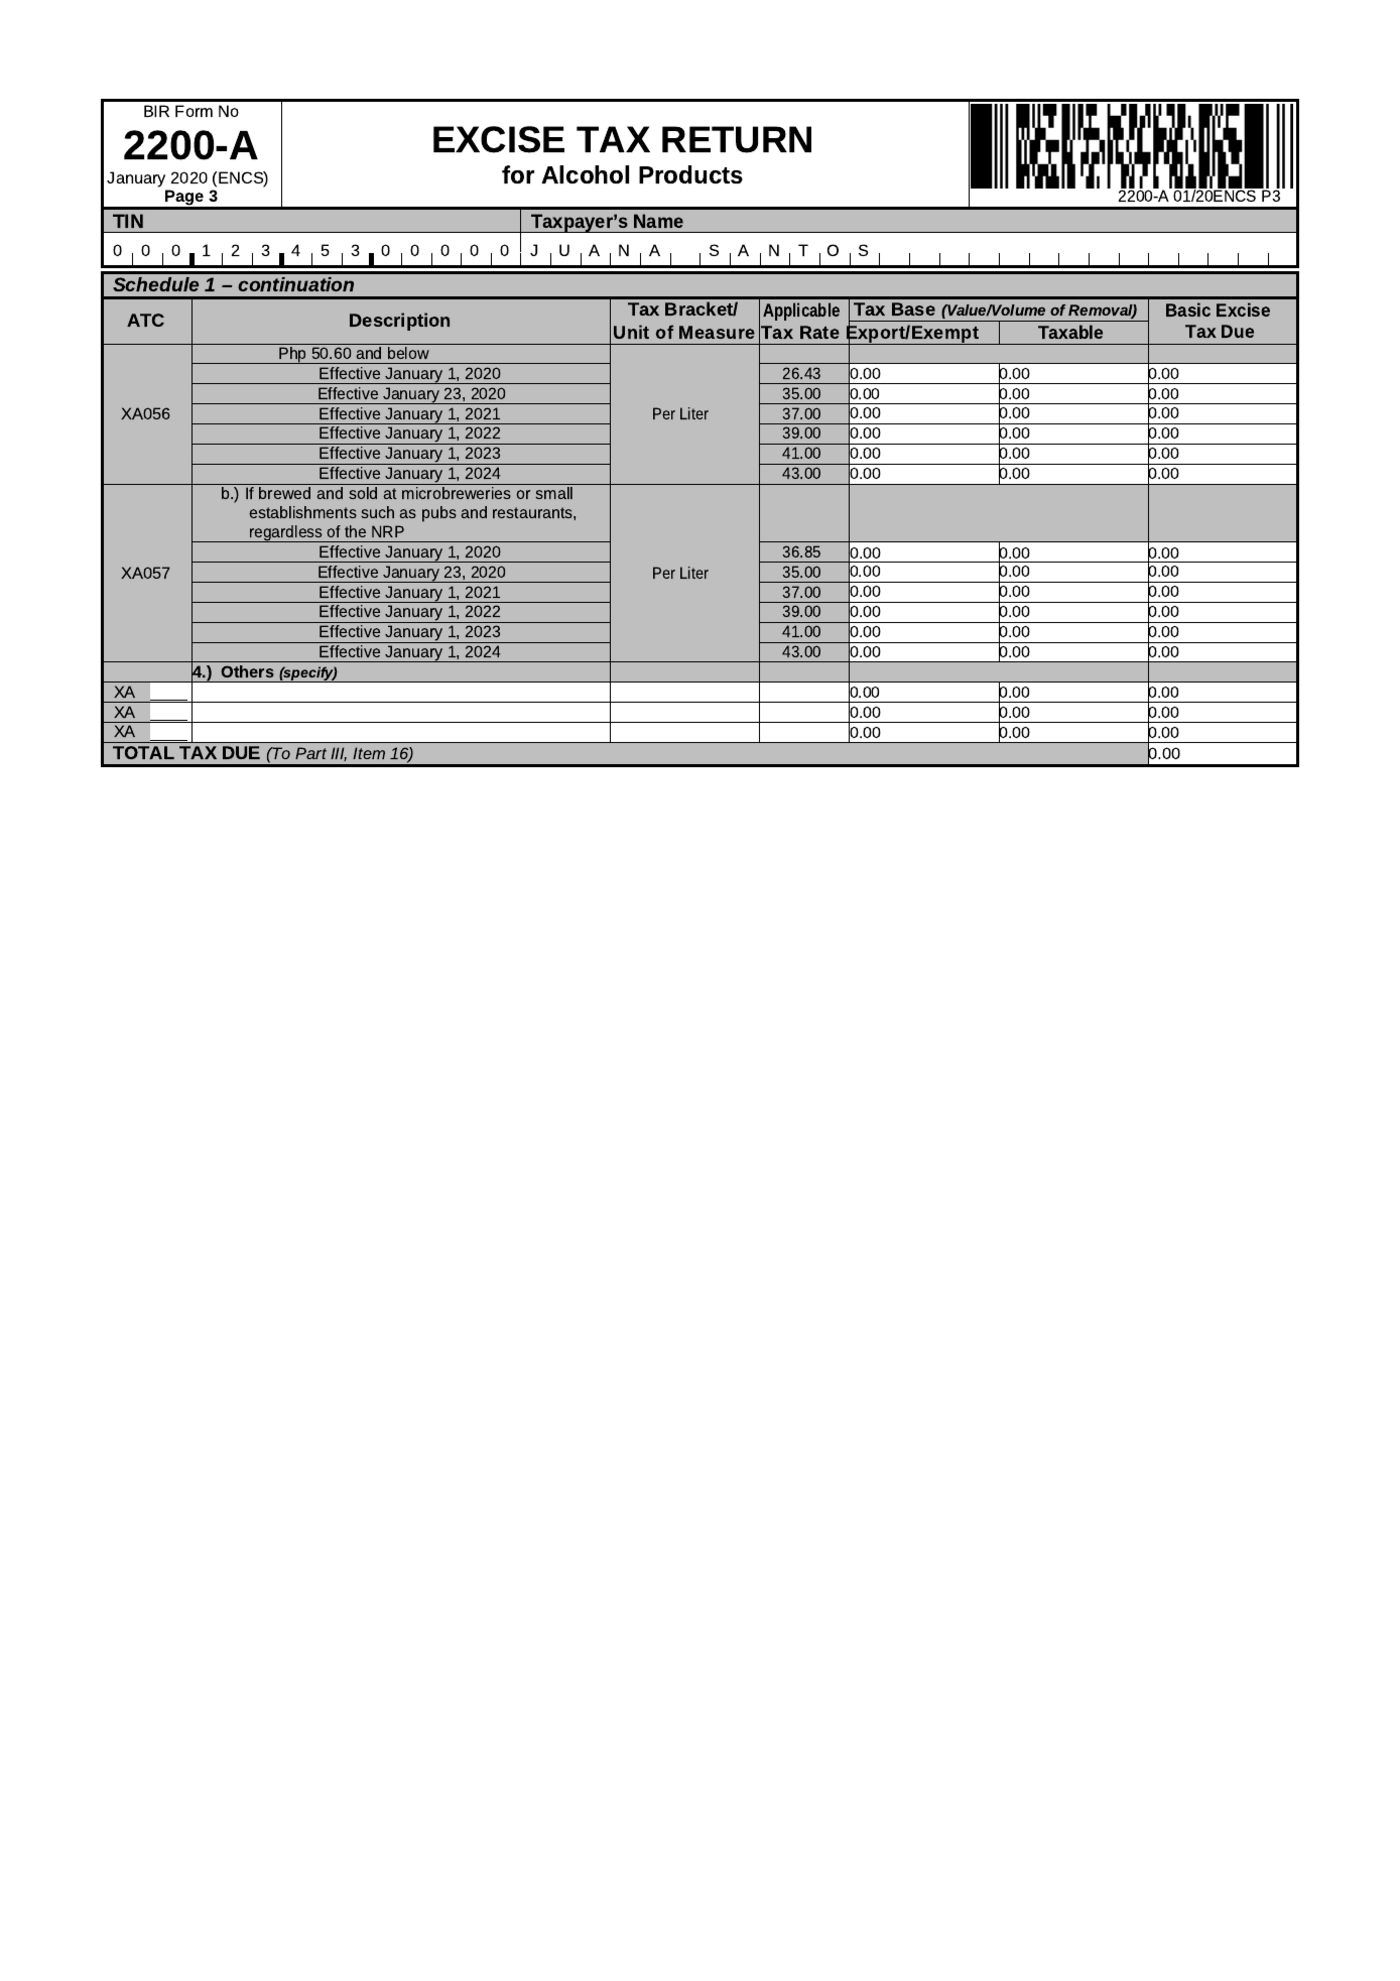 BIR Form No
2200-A
January 2020 (ENCS)
Page 3
EXCISE TAX RETURN
for Alcohol Products
2200-A 01/20ENCS P3
TIN Taxpayer’s Name
0 0 0 1 2 3 4 5 3 0 0 0 0 0 J U A N A S A N T O S
Schedule 1 – continuation
ATC Description Tax Bracket/ Unit of Measure Applicable Tax Rate Tax Base (Value/Volume of Removal) Export/Exempt Taxable Basic Excise Tax Due
Php 50.60 and below
Effective January 1, 2020 26.43 0.00 0.00 0.00
Effective January 23, 2020 35.00 0.00 0.00 0.00
XA056 Effective January 1, 2021 Per Liter 37.00 0.00 0.00 0.00
Effective January 1, 2022 39.00 0.00 0.00 0.00
Effective January 1, 2023 41.00 0.00 0.00 0.00
Effective January 1, 2024 43.00 0.00 0.00 0.00
b.) If brewed and sold at microbreweries or small
establishments such as pubs and restaurants,
regardless of the NRP
Effective January 1, 2020 36.85 0.00 0.00 0.00
XA057 Effective January 23, 2020 Per Liter 35.00 0.00 0.00 0.00
Effective January 1, 2021 37.00 0.00 0.00 0.00
Effective January 1, 2022 39.00 0.00 0.00 0.00
Effective January 1, 2023 41.00 0.00 0.00 0.00
Effective January 1, 2024 43.00 0.00 0.00 0.00
4.) Others (specify)
XA ____ 0.00 0.00 0.00
XA ____ 0.00 0.00 0.00
XA ____ 0.00 0.00 0.00
TOTAL TAX DUE (To Part III, Item 16) 0.00